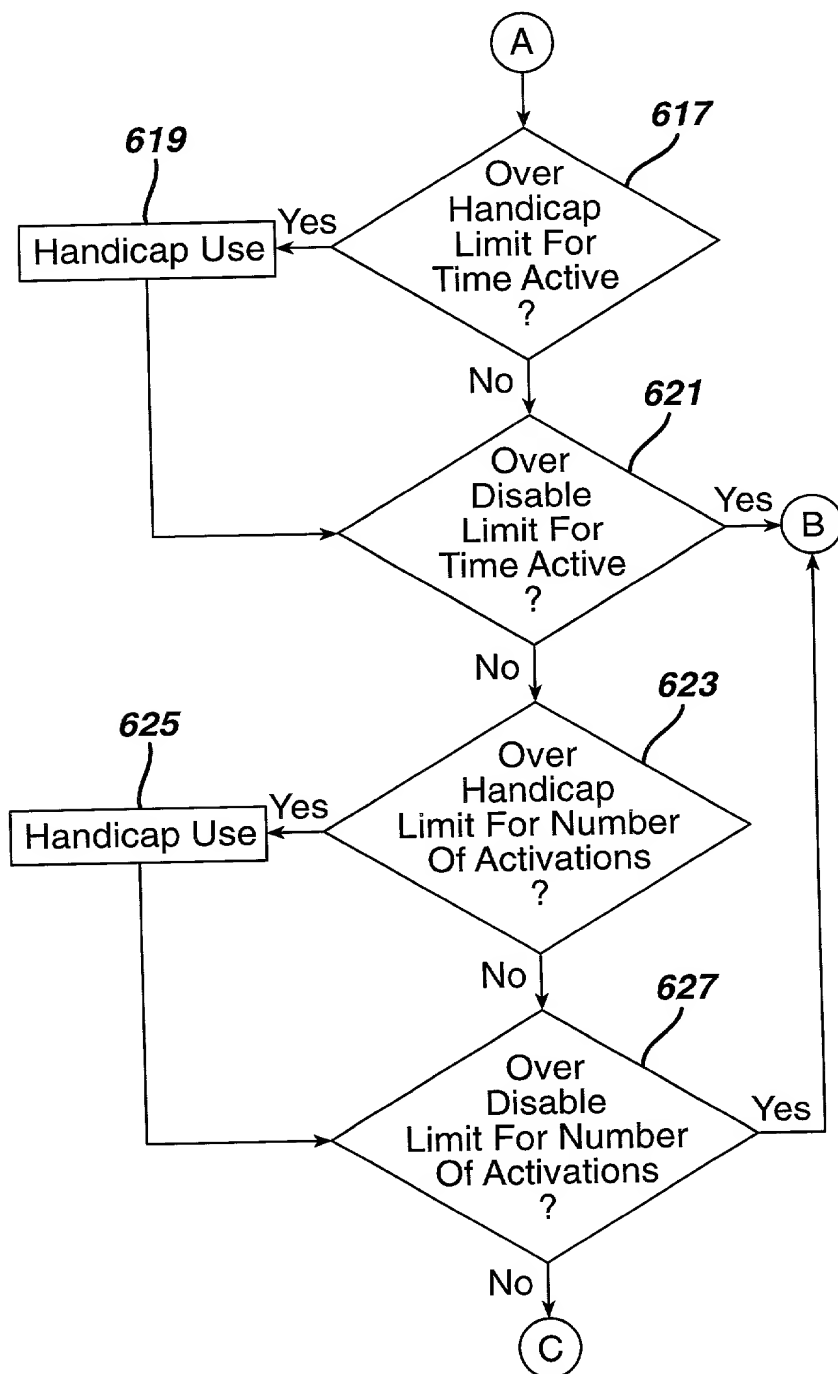 A
617
Over
Handicap
Limit For
Time Active
?
619
Yes
Handicap Use
No
621
Over
Disable
Limit For
Time Active
?
Yes
B
No
623
Over
Handicap
Limit For Number
Of Activations
?
625
Yes
Handicap Use
No
627
Over
Disable
Limit For Number
Of Activations
?
Yes
No
C